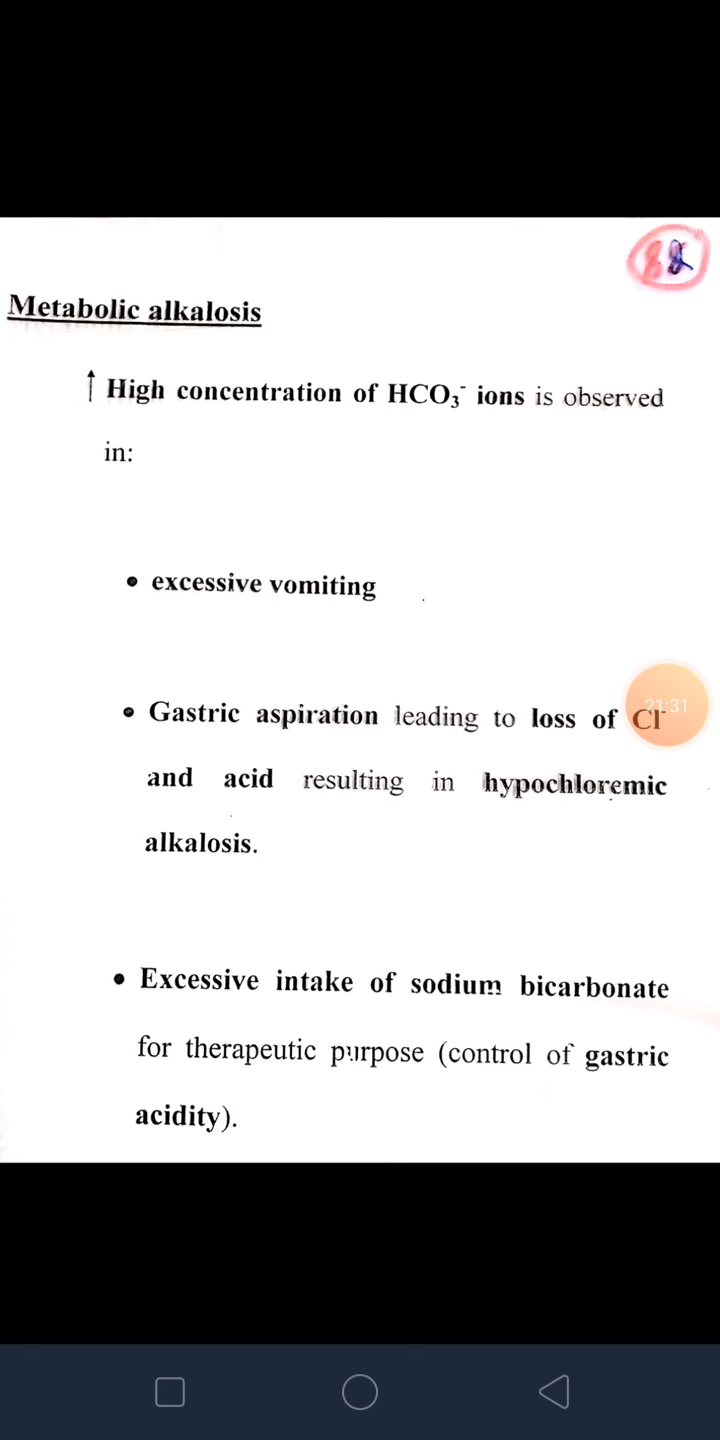 88
Metabolic alkalosis
↑ High concentration of HCO₃⁻ ions is observed
in:
• excessive vomiting
• Gastric aspiration leading to loss of Cl⁻
21:31
and acid resulting in hypochloremic
alkalosis.
• Excessive intake of sodium bicarbonate
for therapeutic purpose (control of gastric
acidity).